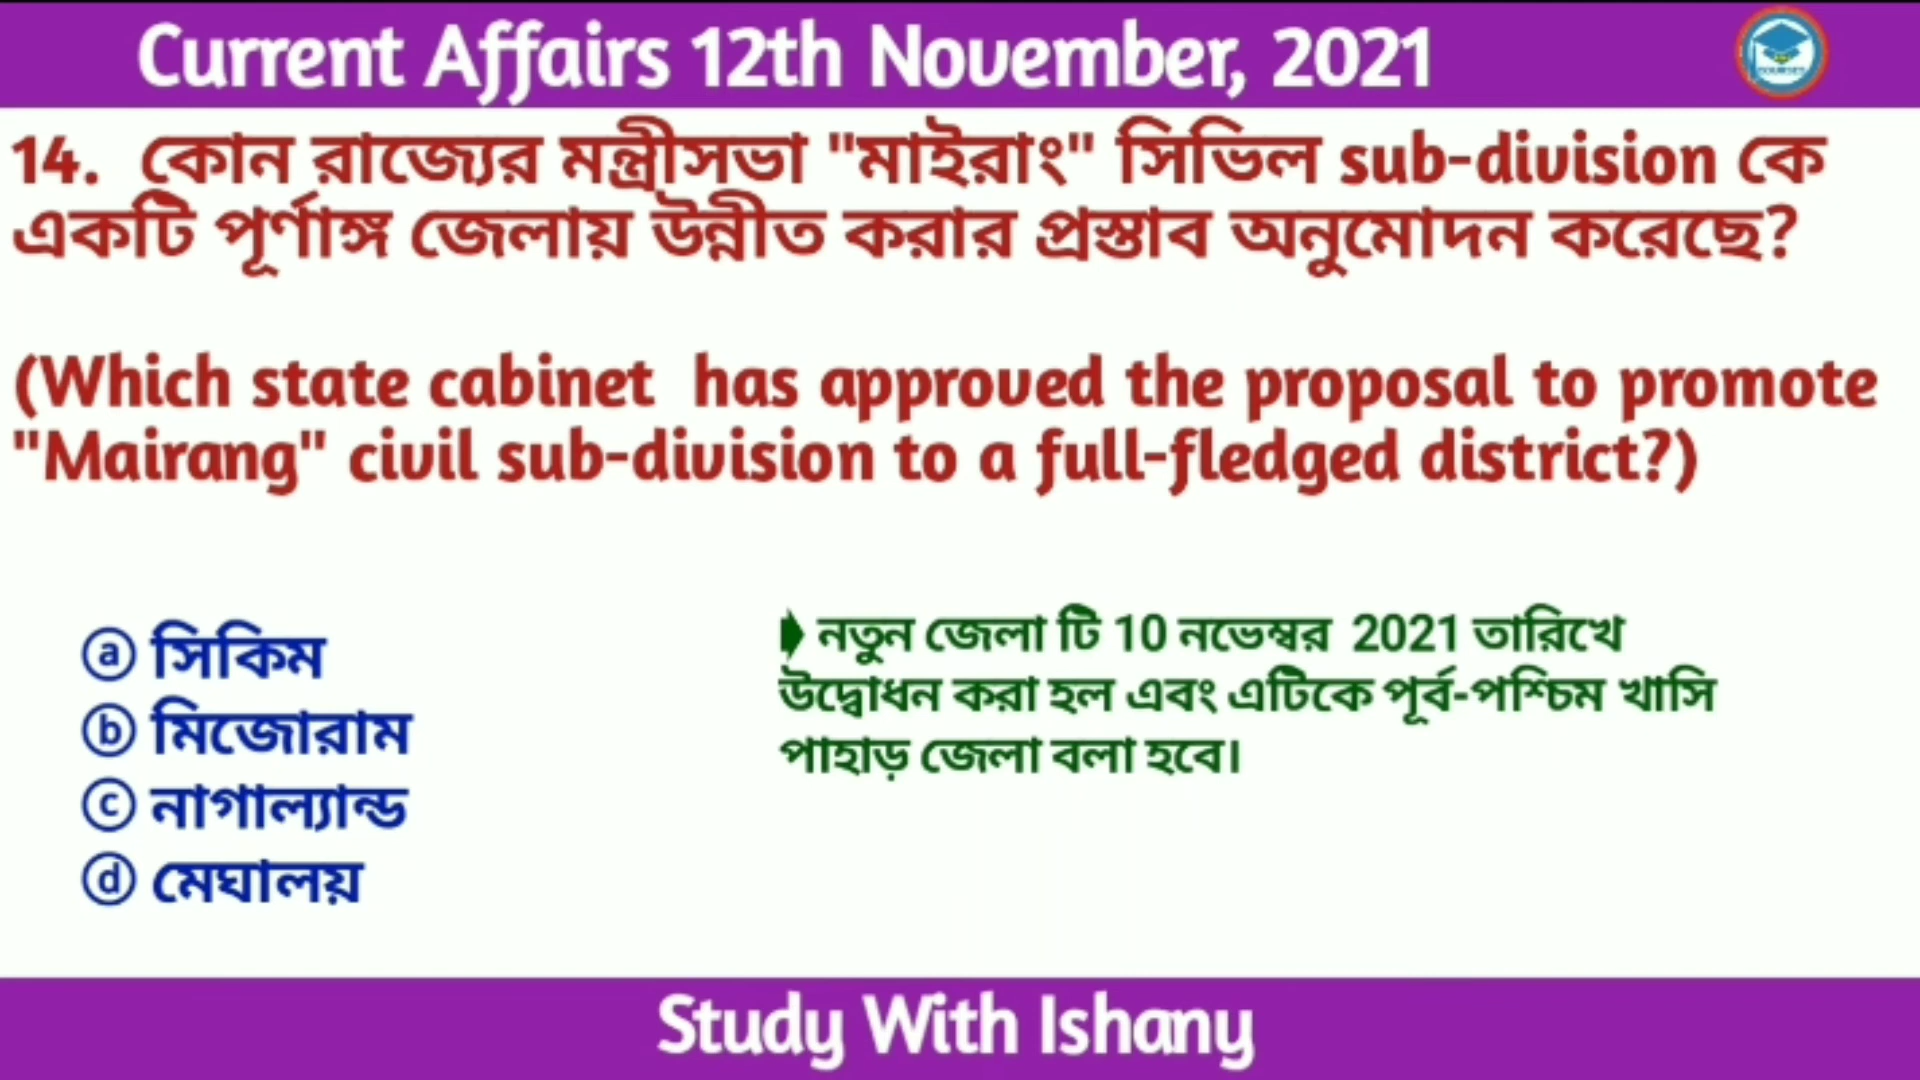 Current Affairs 12th November, 2021
14. কোন রাজ্যের মন্ত্রীসভা "মাইরাং" সিভিল sub-division কে
একটি পূর্ণাঙ্গ জেলায় উন্নীত করার প্রস্তাব অনুমোদন করেছে?
(Which state cabinet has approved the proposal to promote
"Mairang" civil sub-division to a full-fledged district?)
ⓐ সিকিম
ⓑ মিজোরাম
ⓒ নাগাল্যান্ড
ⓓ মেঘালয়
➧ নতুন জেলা টি 10 নভেম্বর 2021 তারিখে
উদ্বোধন করা হল এবং এটিকে পূর্ব-পশ্চিম খাসি
পাহাড় জেলা বলা হবে।
Study With Ishany